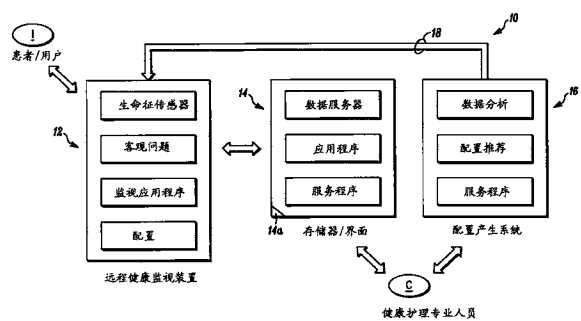 I
患者/用户
18
10
12
生命征传感器
客观问题
监视应用程序
配置
远程健康监视装置
14
数据服务器
应用程序
服务程序
14a
存储器/界面
16
数据分析
配置推荐
服务程序
配置产生系统
C
健康护理专业人员